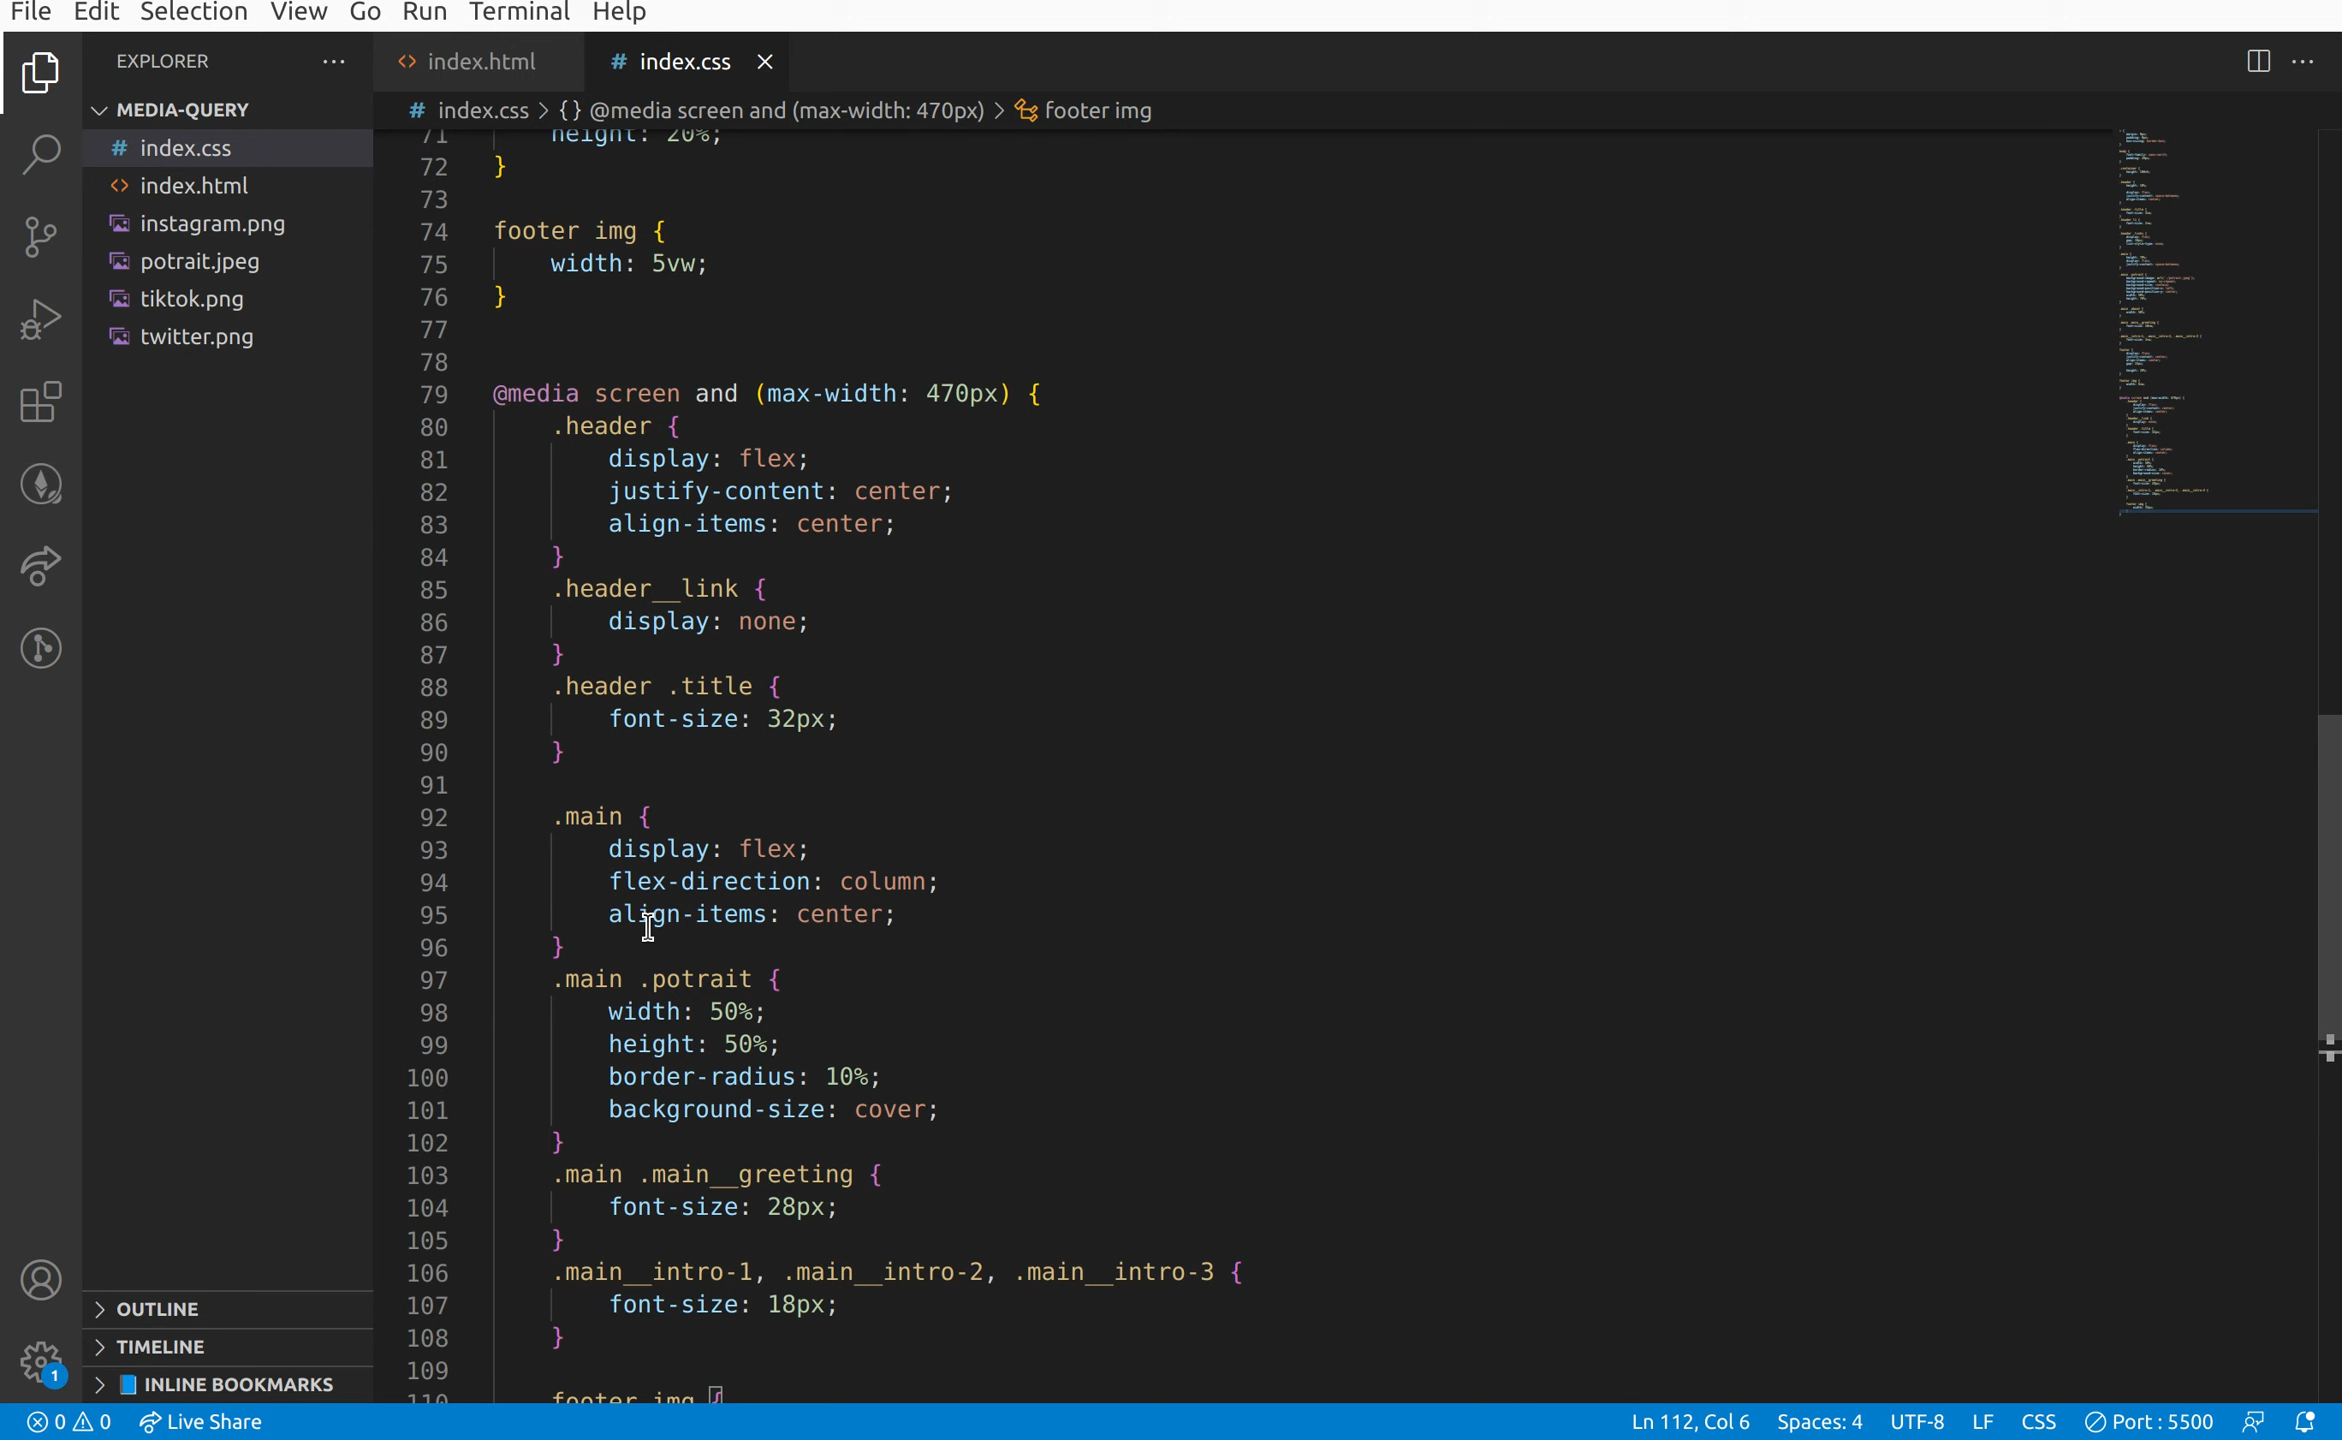 File Edit Selection View Go Run Terminal Help
EXPLORER ···
<> index.html
# index.css ×
···
MEDIA-QUERY
# index.css
<> index.html
instagram.png
potrait.jpeg
tiktok.png
twitter.png
OUTLINE
TIMELINE
INLINE BOOKMARKS
1
# index.css > {} @media screen and (max-width: 470px) > footer img
71 height: 20%;
72 }
73
74 footer img {
75 width: 5vw;
76 }
77
78
79 @media screen and (max-width: 470px) {
80 .header {
81 display: flex;
82 justify-content: center;
83 align-items: center;
84 }
85 .header__link {
86 display: none;
87 }
88 .header .title {
89 font-size: 32px;
90 }
91
92 .main {
93 display: flex;
94 flex-direction: column;
95 align-items: center;
96 }
97 .main .potrait {
98 width: 50%;
99 height: 50%;
100 border-radius: 10%;
101 background-size: cover;
102 }
103 .main .main__greeting {
104 font-size: 28px;
105 }
106 .main__intro-1, .main__intro-2, .main__intro-3 {
107 font-size: 18px;
108 }
109
110 footer img {
0 0 Live Share
Ln 112, Col 6 Spaces: 4 UTF-8 LF CSS Port : 5500